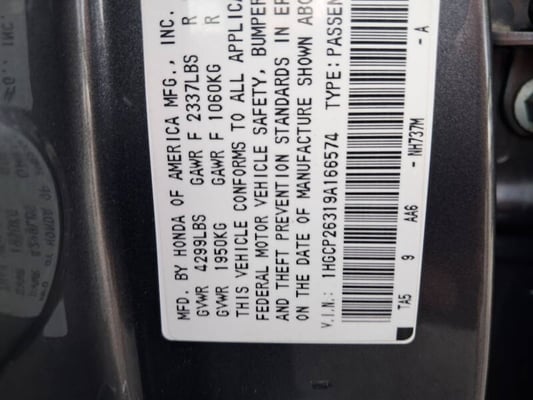 MFD. BY HONDA OF AMERICA MFG., INC.
GVWR 4299LBS GAWR F 2337LBS R
GVWR 1950KG GAWR F 1060KG R
THIS VEHICLE CONFORMS TO ALL APPLICA
FEDERAL MOTOR VEHICLE SAFETY, BUMPER
AND THEFT PREVENTION STANDARDS IN EF
ON THE DATE OF MANUFACTURE SHOWN ABO
V.I.N.: 1HGCP26319A166574 TYPE: PASSEN
TA5 9 AA6- NH737M -A